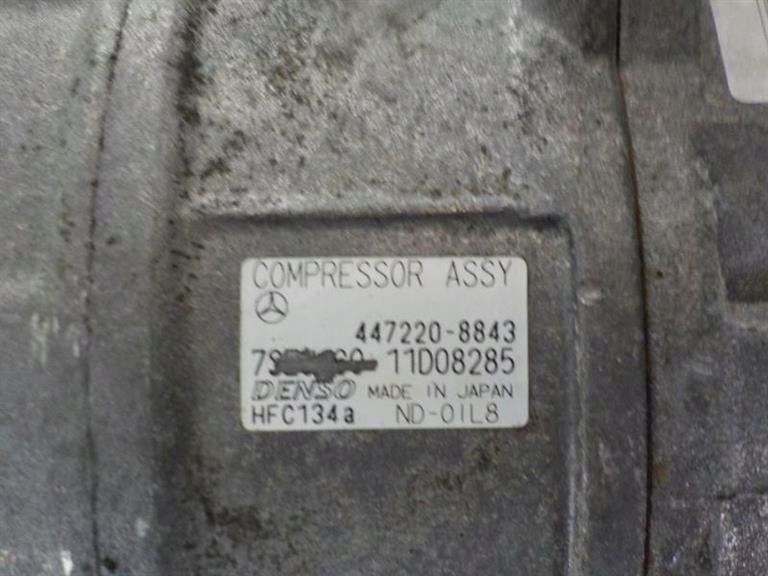 COMPRESSOR ASSY
447220-8843
11D08285
DENSO MADE IN JAPAN
HFC134a ND-OIL8